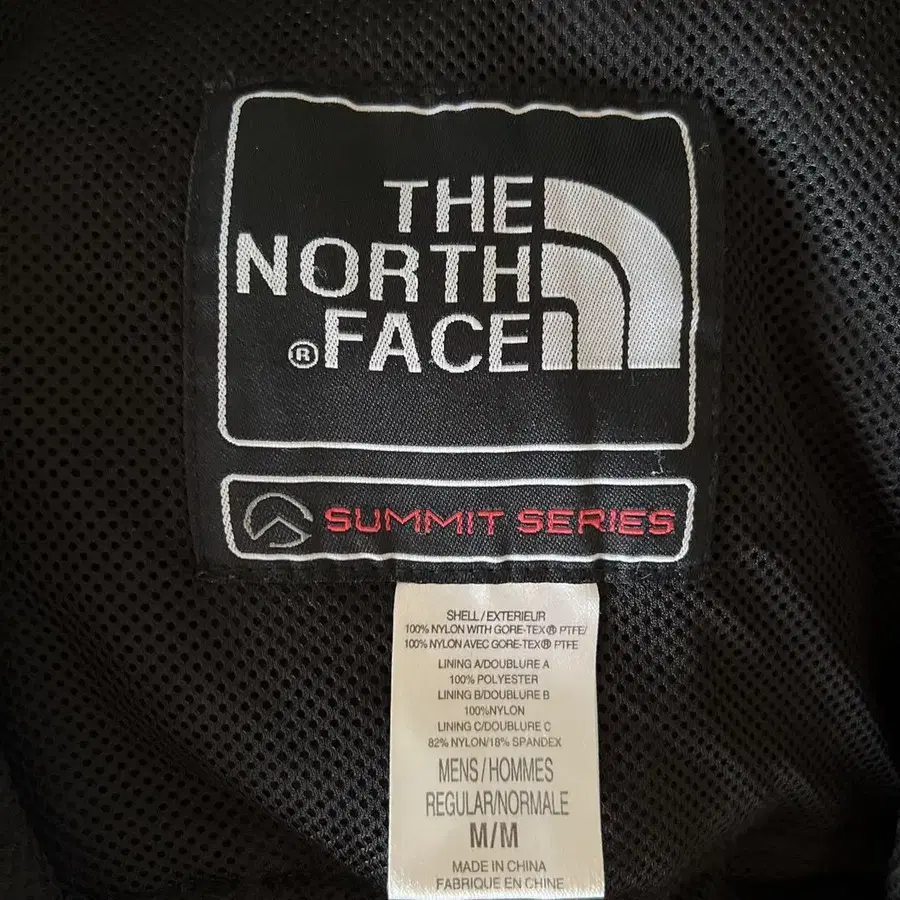 THE
NORTH
®FACE
SUMMIT SERIES
SHELL/EXTERIEUR
100% NYLON WITH GORE-TEX® PTFE/
100% NYLON AVEC GORE-TEX® PTFE
LINING A/DOUBLURE A
100% POLYESTER
LINING B/DOUBLURE B
100%NYLON
LINING C/DOUBLURE C
82% NYLON/18% SPANDEX
MENS/HOMMES
REGULAR/NORMALE
M/M
MADE IN CHINA
FABRIQUE EN CHINE